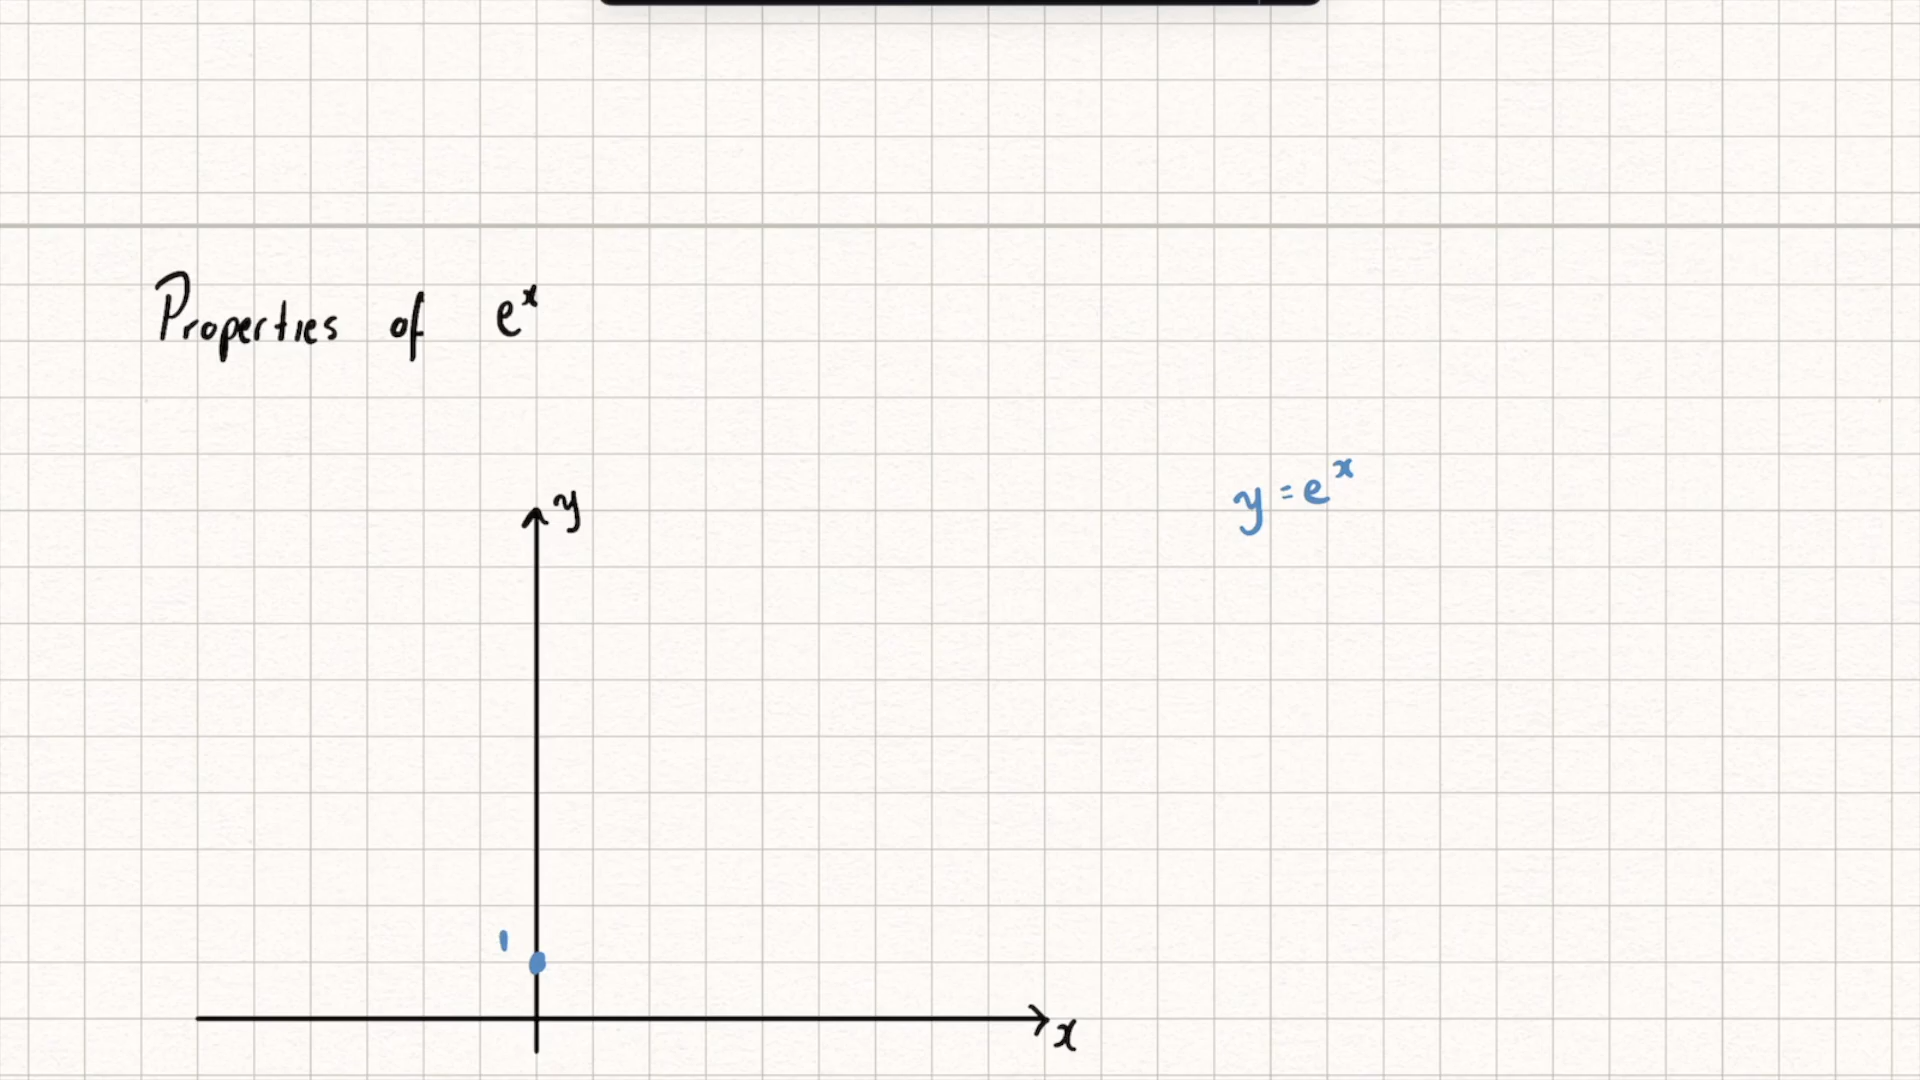 Properties of e^x
y
y = e^x
1
x